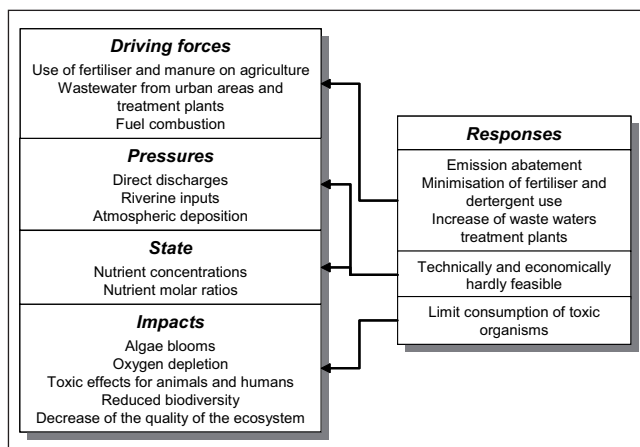 Driving forces
Use of fertiliser and manure on agriculture
Wastewater from urban areas and
treatment plants
Fuel combustion
Pressures
Direct discharges
Riverine inputs
Atmospheric deposition
State
Nutrient concentrations
Nutrient molar ratios
Impacts
Algae blooms
Oxygen depletion
Toxic effects for animals and humans
Reduced biodiversity
Decrease of the quality of the ecosystem
Responses
Emission abatement
Minimisation of fertiliser and
dertergent use
Increase of waste waters
treatment plants
Technically and economically
hardly feasible
Limit consumption of toxic
organisms